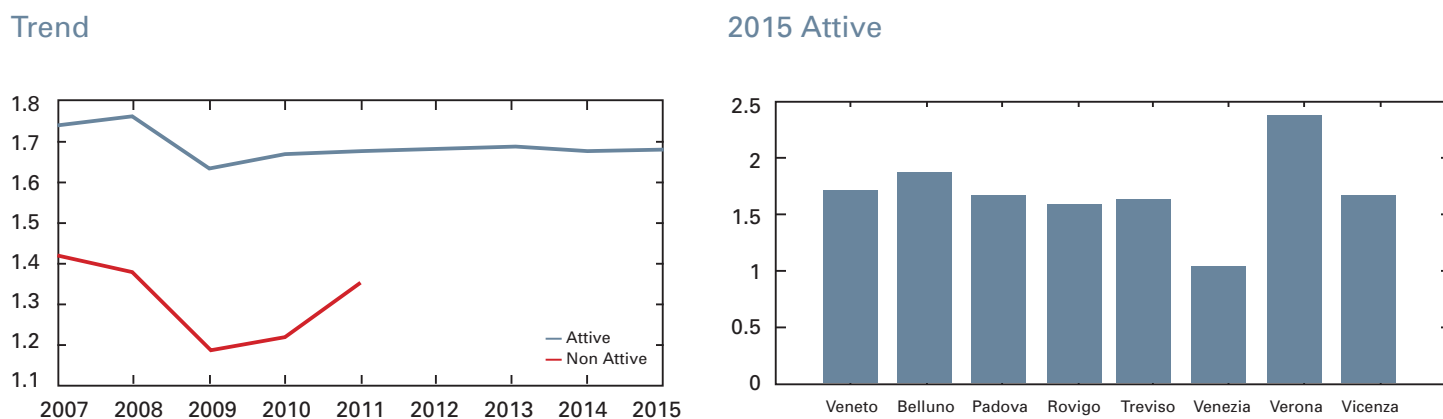 Trend
1.8
1.7
1.6
1.5
1.4
1.3
1.2
1.1
2007 2008 2009 2010 2011 2012 2013 2014 2015
Attive
Non Attive
2015 Attive
2.5
2
1.5
1
0.5
0
Veneto Belluno Padova Rovigo Treviso Venezia Verona Vicenza